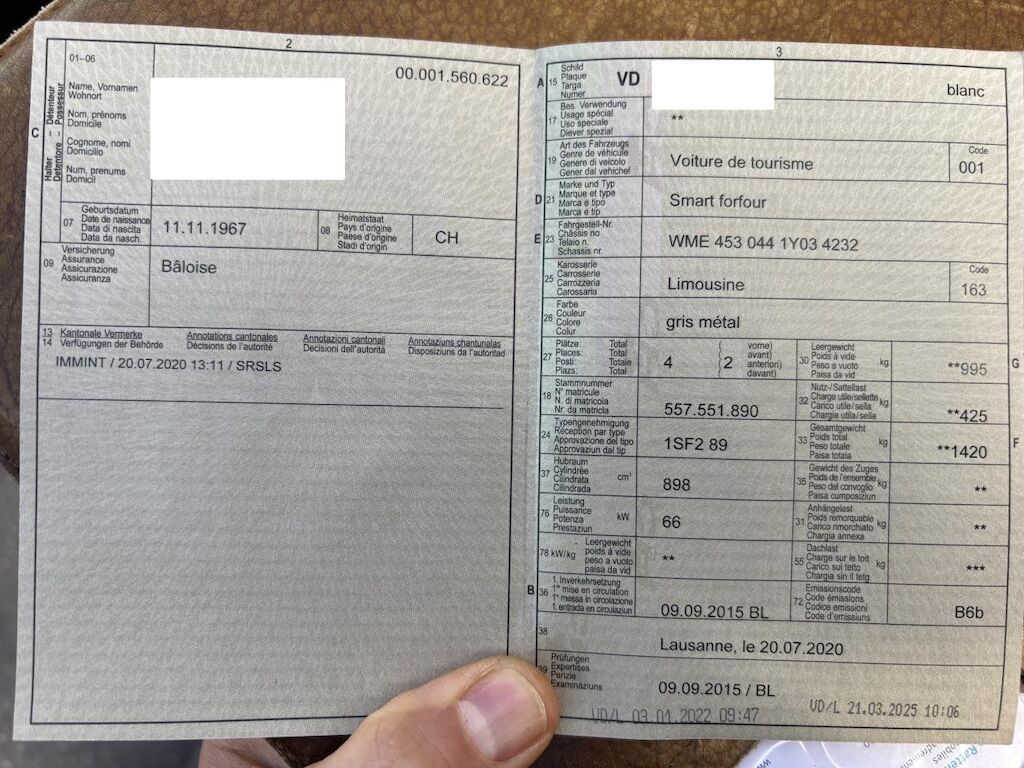 2
01–06
00.001.560.622
C
Halter – Détenteur
Detentore – Possessur
Name, Vornamen
Wohnort
Nom, prénoms
Domicile
Cognome, nomi
Domicilio
Num, prenums
Domicil
07
Geburtsdatum
Date de naissance
Data di nascita
Data da nasch.
11.11.1967
08
Heimatstaat
Pays d'origine
Paese d'origine
Stadi d'origin
CH
09
Versicherung
Assurance
Assicurazione
Assicuranza
Bâloise
13 Kantonale Vermerke Annotations cantonales Annotazioni cantonali Annotaziuns chantunalas
14 Verfügungen der Behörde Décisions de l'autorité Decisioni dell'autorità Disposiziuns da l'autoritad
IMMINT / 20.07.2020 13:11 / SRSLS
3
A 15
Schild
Plaque
Targa
Numer
VD
blanc
17
Bes. Verwendung
Usage spécial
Uso speciale
Diever spezial
**
19
Art des Fahrzeugs
Genre de véhicule
Genere di veicolo
Gener dal vehichel
Voiture de tourisme
Code
001
D 21
Marke und Typ
Marque et type
Marca e tipo
Marca e tip
Smart forfour
E 23
Fahrgestell-Nr.
Châssis no
Telaio n.
Schassis nr.
WME 453 044 1Y03 4232
25
Karosserie
Carrosserie
Carrozzeria
Carossaria
Limousine
Code
163
26
Farbe
Couleur
Colore
Colur
gris métal
27
Plätze: Total
Places: Total
Posti: Totale
Plazs: Total
4
( vorne)
( avant)
( anteriori)
( davant)
2
30
Leergewicht
Poids à vide
Peso a vuoto
Paisa da vid
kg
**995
G
18
Stammnummer
N° matricule
N. di matricola
Nr. da matricla
557.551.890
32
Nutz-/Sattellast
Charge utile/sellette
Carico utile/sella
Chargia utila/sella
kg
**425
24
Typengenehmigung
Réception par type
Approvazione del tipo
Approvaziun dal tip
1SF2 89
33
Gesamtgewicht
Poids total
Peso totale
Paisa totala
kg
**1420
F
37
Hubraum
Cylindrée
Cilindrata
Cilindrada
cm³
898
35
Gewicht des Zuges
Poids de l'ensemble
Peso del convoglio
Paisa cumposiziun
kg
**
76
Leistung
Puissance
Potenza
Prestaziun
kW
66
31
Anhängelast
Poids remorquable
Carico rimorchiato
Chargia annexa
kg
**
78 kW/kg
Leergewicht
poids à vide
peso a vuoto
paisa da vid
**
55
Dachlast
Charge sur le toit
Carico sul tetto
Chargia sin il tetg
kg
***
B 36
1. Inverkehrsetzung
1re mise en circulation
1a messa in circolazione
1. entrada en circulaziun
09.09.2015 BL
72
Emissionscode
Code émissions
Codice emissioni
Code d'emissiuns
B6b
38
Lausanne, le 20.07.2020
39
Prüfungen
Expertises
Perizie
Examinaziuns
09.09.2015 / BL
VD/L 03.01.2022 09:47
VD/L 21.03.2025 10:06